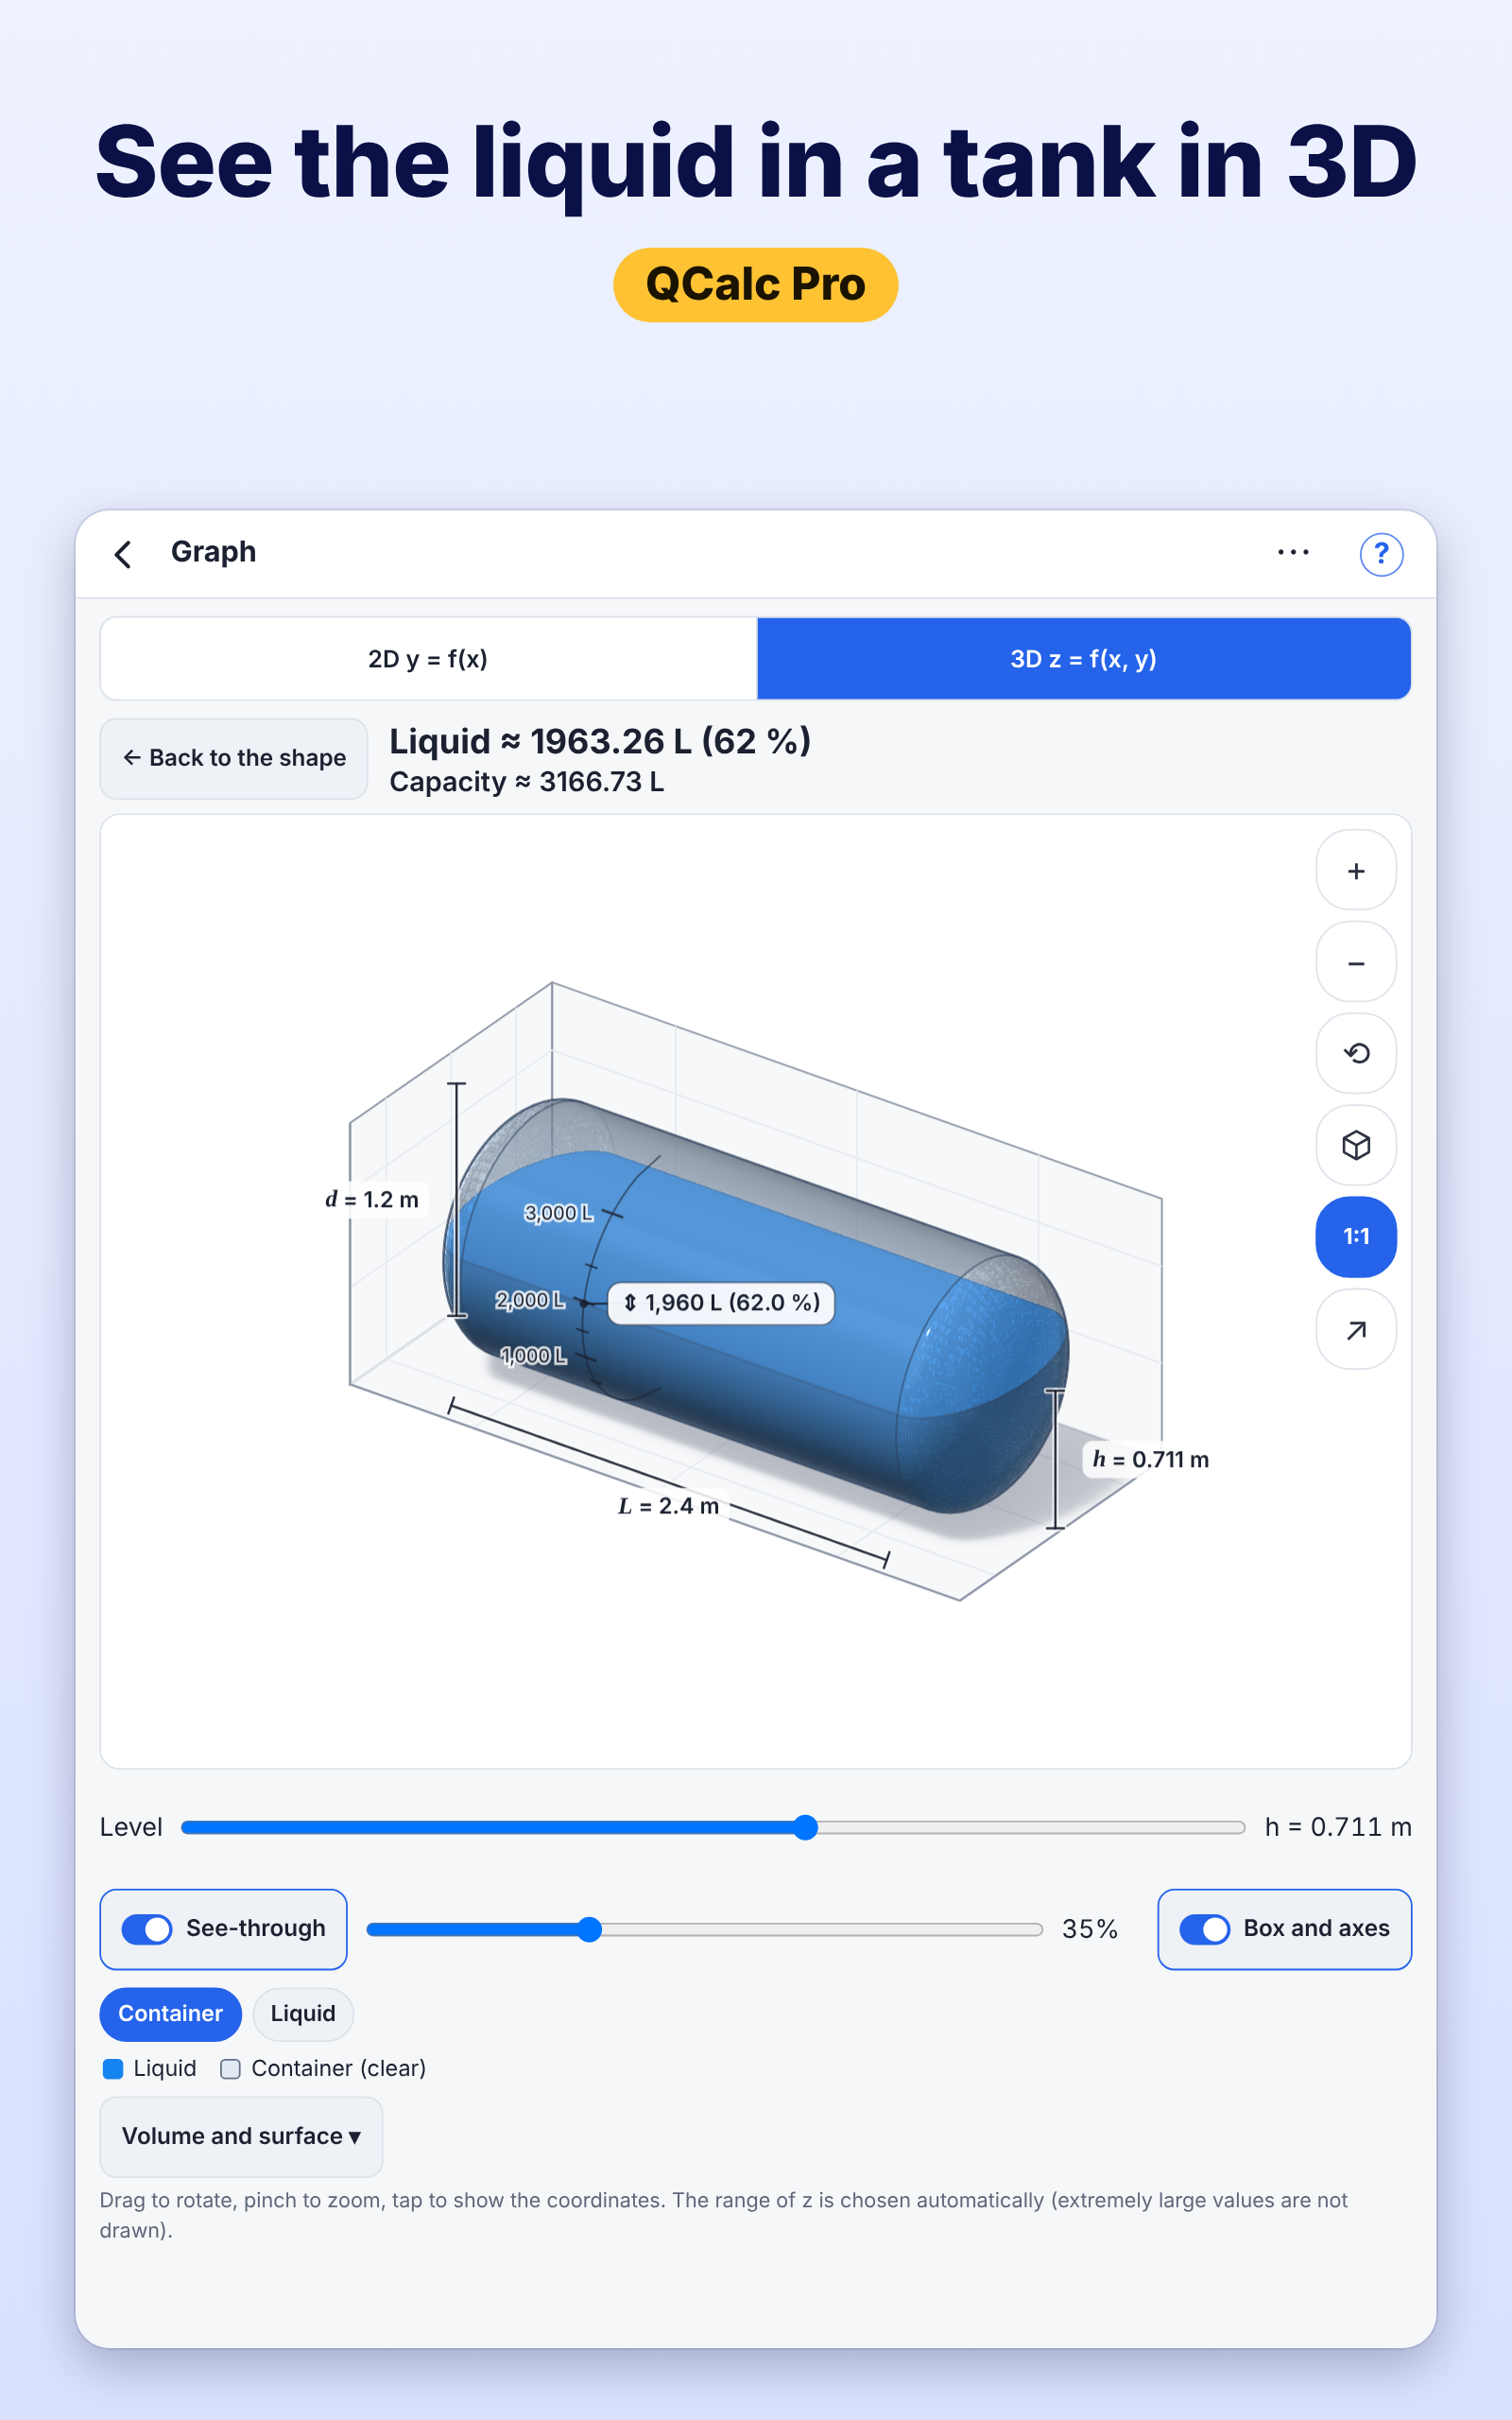 See the liquid in a tank in 3D
QCalc Pro
Graph
?
2D y = f(x)
3D z = f(x, y)
← Back to the shape
Liquid ≈ 1963.26 L (62 %)
Capacity ≈ 3166.73 L
+
−
d = 1.2 m
3,000 L
1:1
2,000 L
⇕ 1,960 L (62.0 %)
1,000 L
h = 0.711 m
L = 2.4 m
Level
h = 0.711 m
See-through
35%
Box and axes
Container
Liquid
Liquid
Container (clear)
Volume and surface ▾
Drag to rotate, pinch to zoom, tap to show the coordinates. The range of z is chosen automatically (extremely large values are not
drawn).